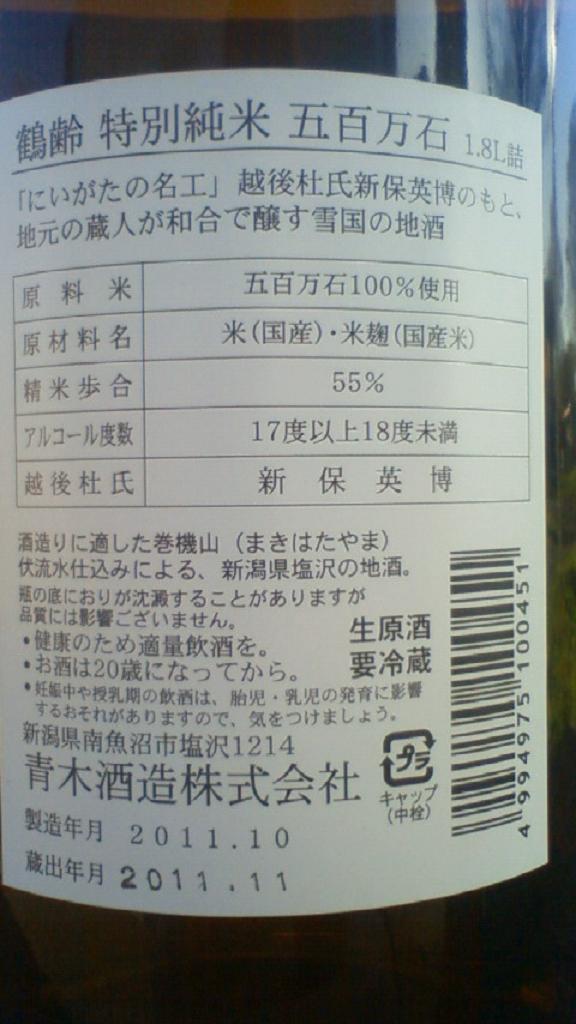 鶴齢 特別純米 五百万石 1.8L詰
「にいがたの名工」越後杜氏新保英博のもと、
地元の蔵人が和合で醸す雪国の地酒
原料米 五百万石100%使用
原材料名 米(国産)・米麹(国産米)
精米歩合 55%
アルコール度数 17度以上18度未満
越後杜氏 新保英博
酒造りに適した巻機山(まきはたやま)
伏流水仕込みによる、新潟県塩沢の地酒。
瓶の底におりが沈澱することがありますが
品質には影響ございません。
・健康のため適量飲酒を。
・お酒は20歳になってから。
・妊娠中や授乳期の飲酒は、胎児・乳児の発育に影響
するおそれがありますので、気をつけましょう。
生原酒
要冷蔵
新潟県南魚沼市塩沢1214
青木酒造株式会社
プラ
キャップ
(中栓)
製造年月 2011.10
蔵出年月 2011.11
4 994975 100451